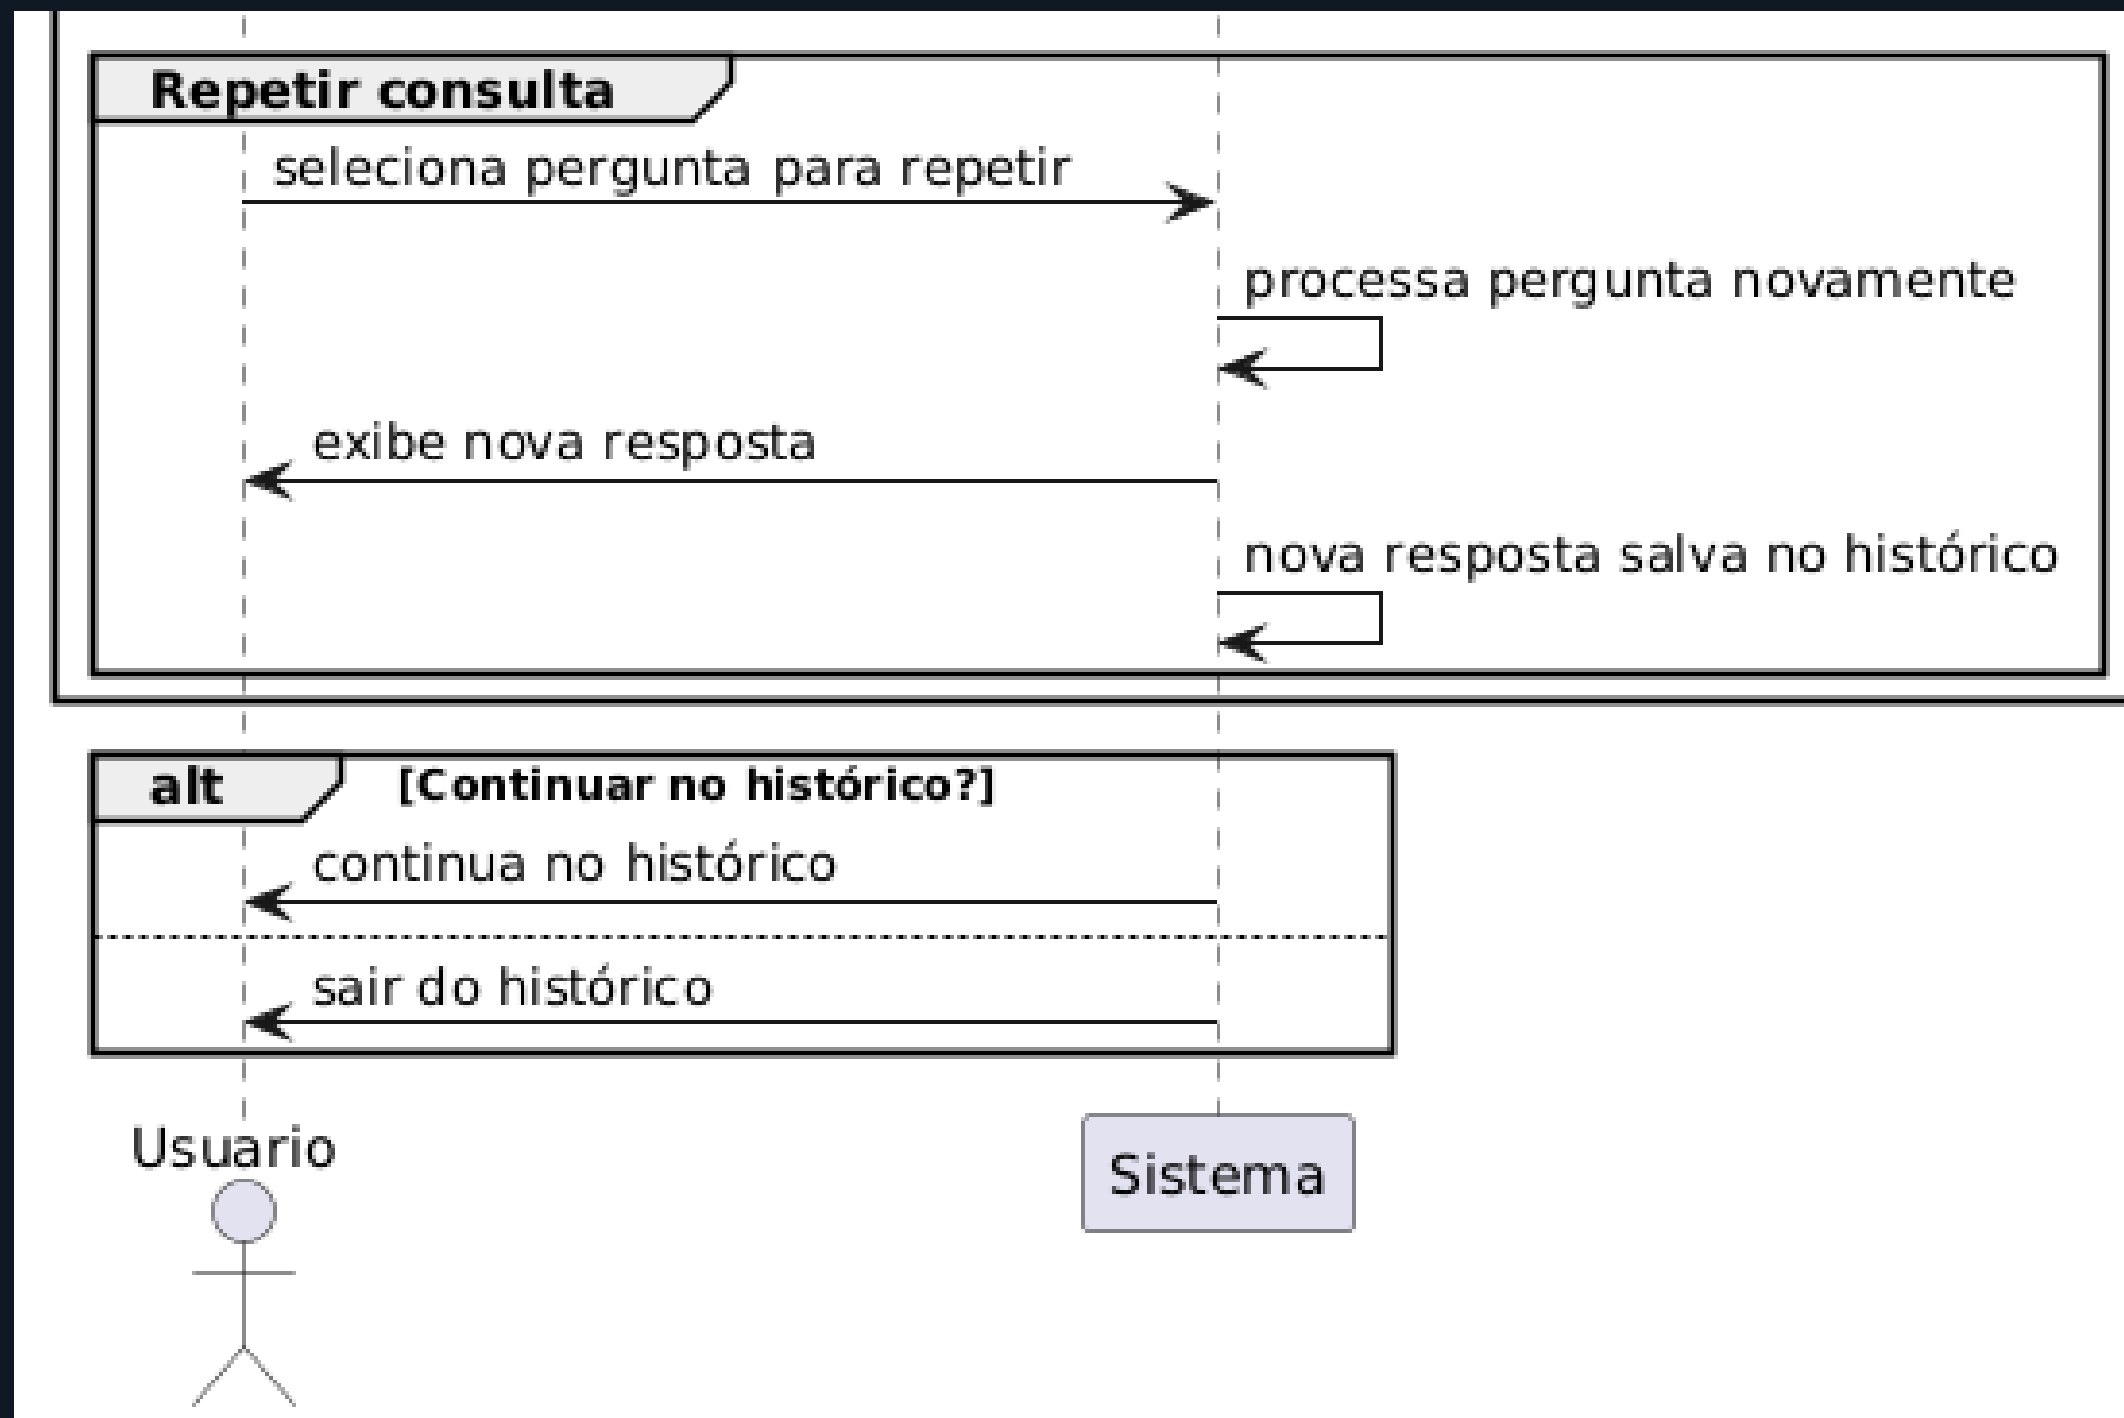 Repetir consulta
seleciona pergunta para repetir
processa pergunta novamente
exibe nova resposta
nova resposta salva no histórico
alt [Continuar no histórico?]
continua no histórico
sair do histórico
Usuario
Sistema